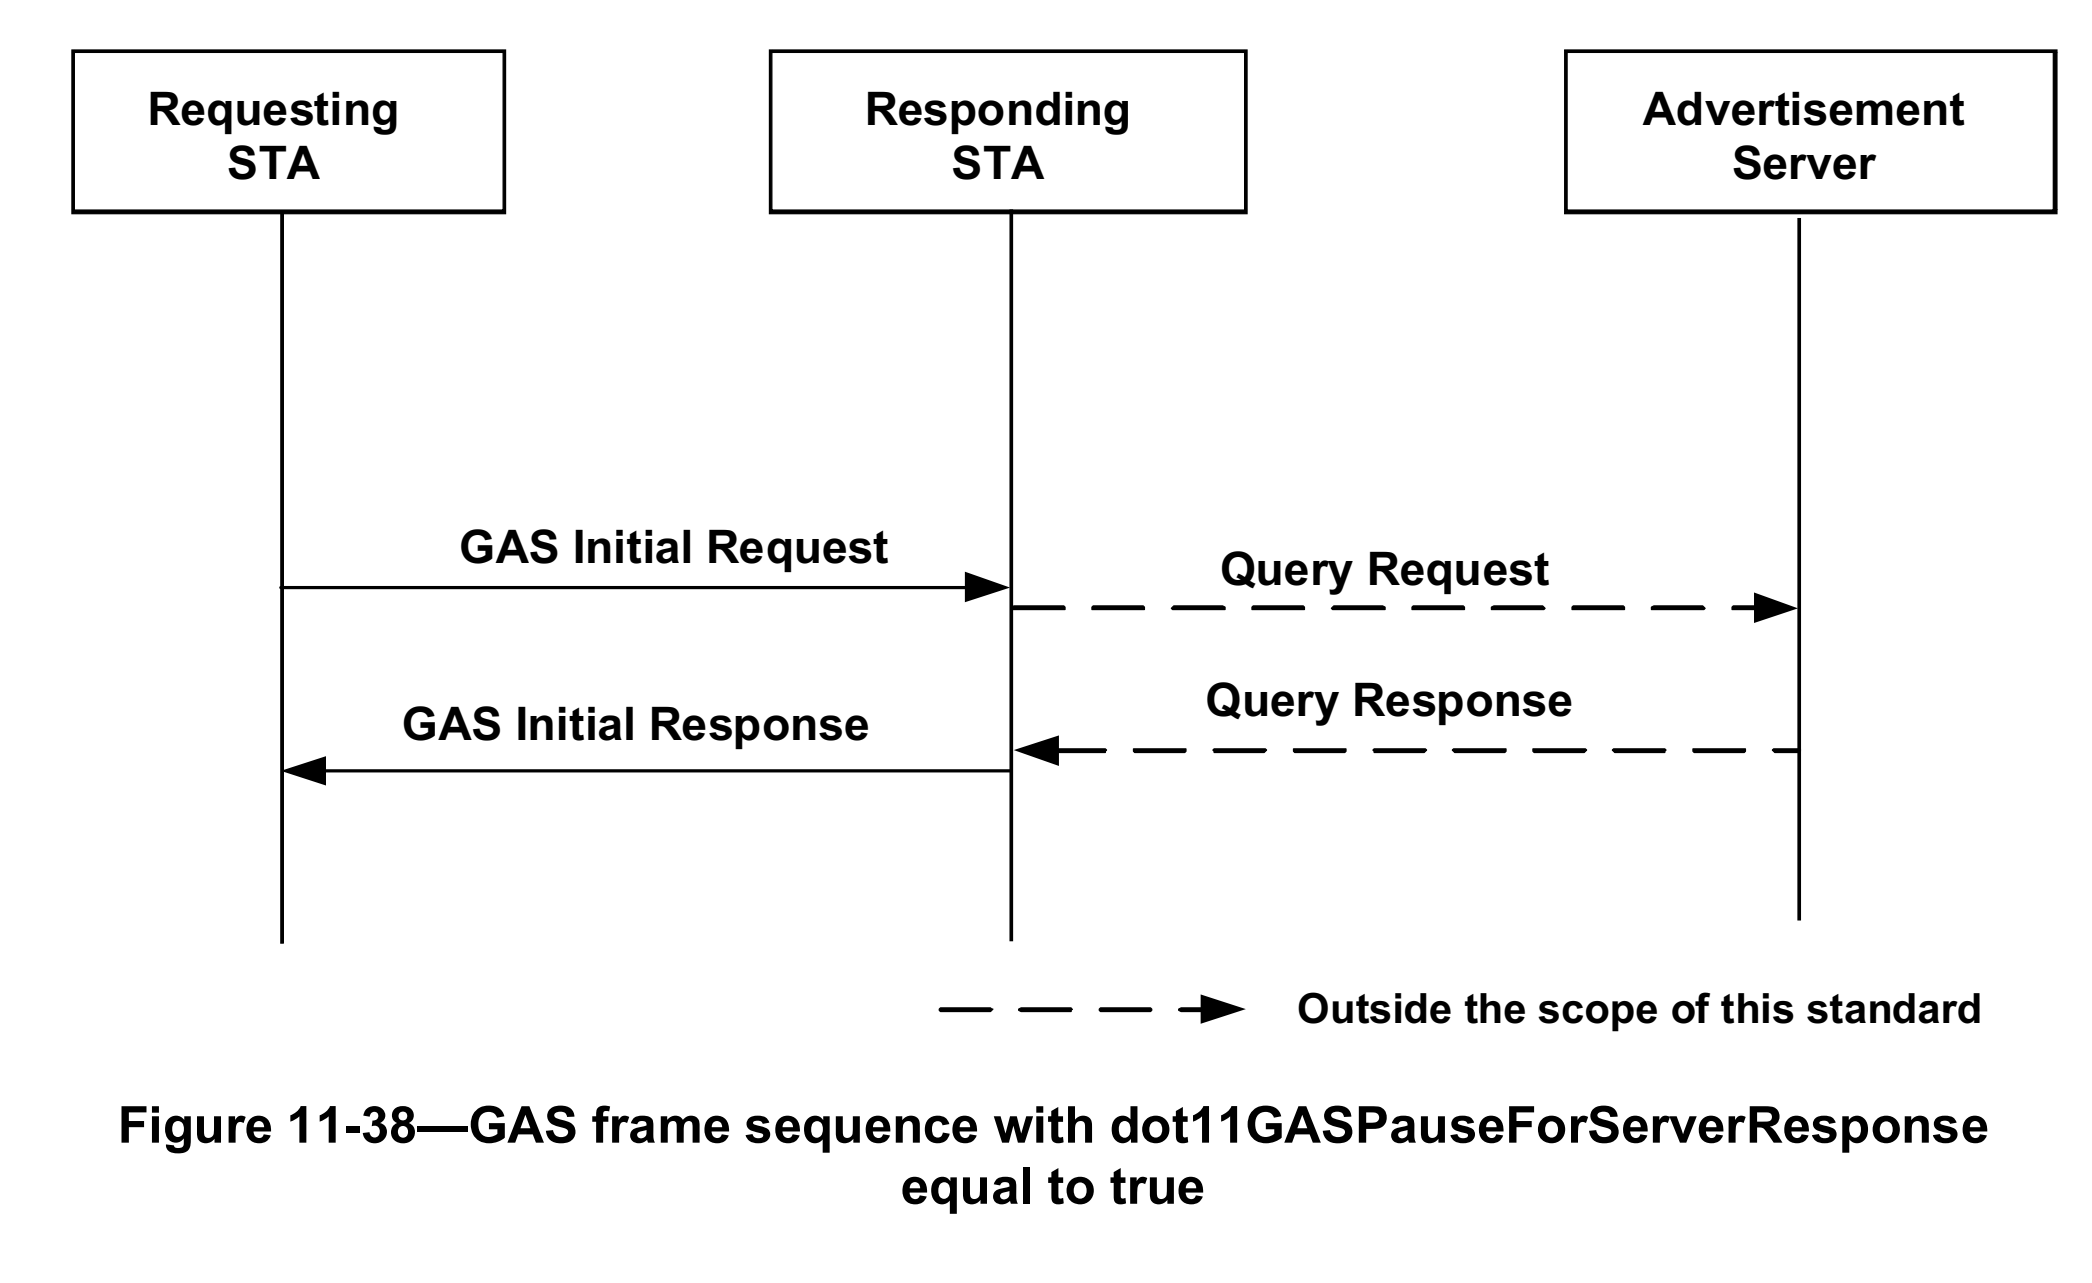 Requesting
STA
Responding
STA
Advertisement
Server
GAS Initial Request
Query Request
Query Response
GAS Initial Response
Outside the scope of this standard
Figure 11-38—GAS frame sequence with dot11GASPauseForServerResponse
equal to true